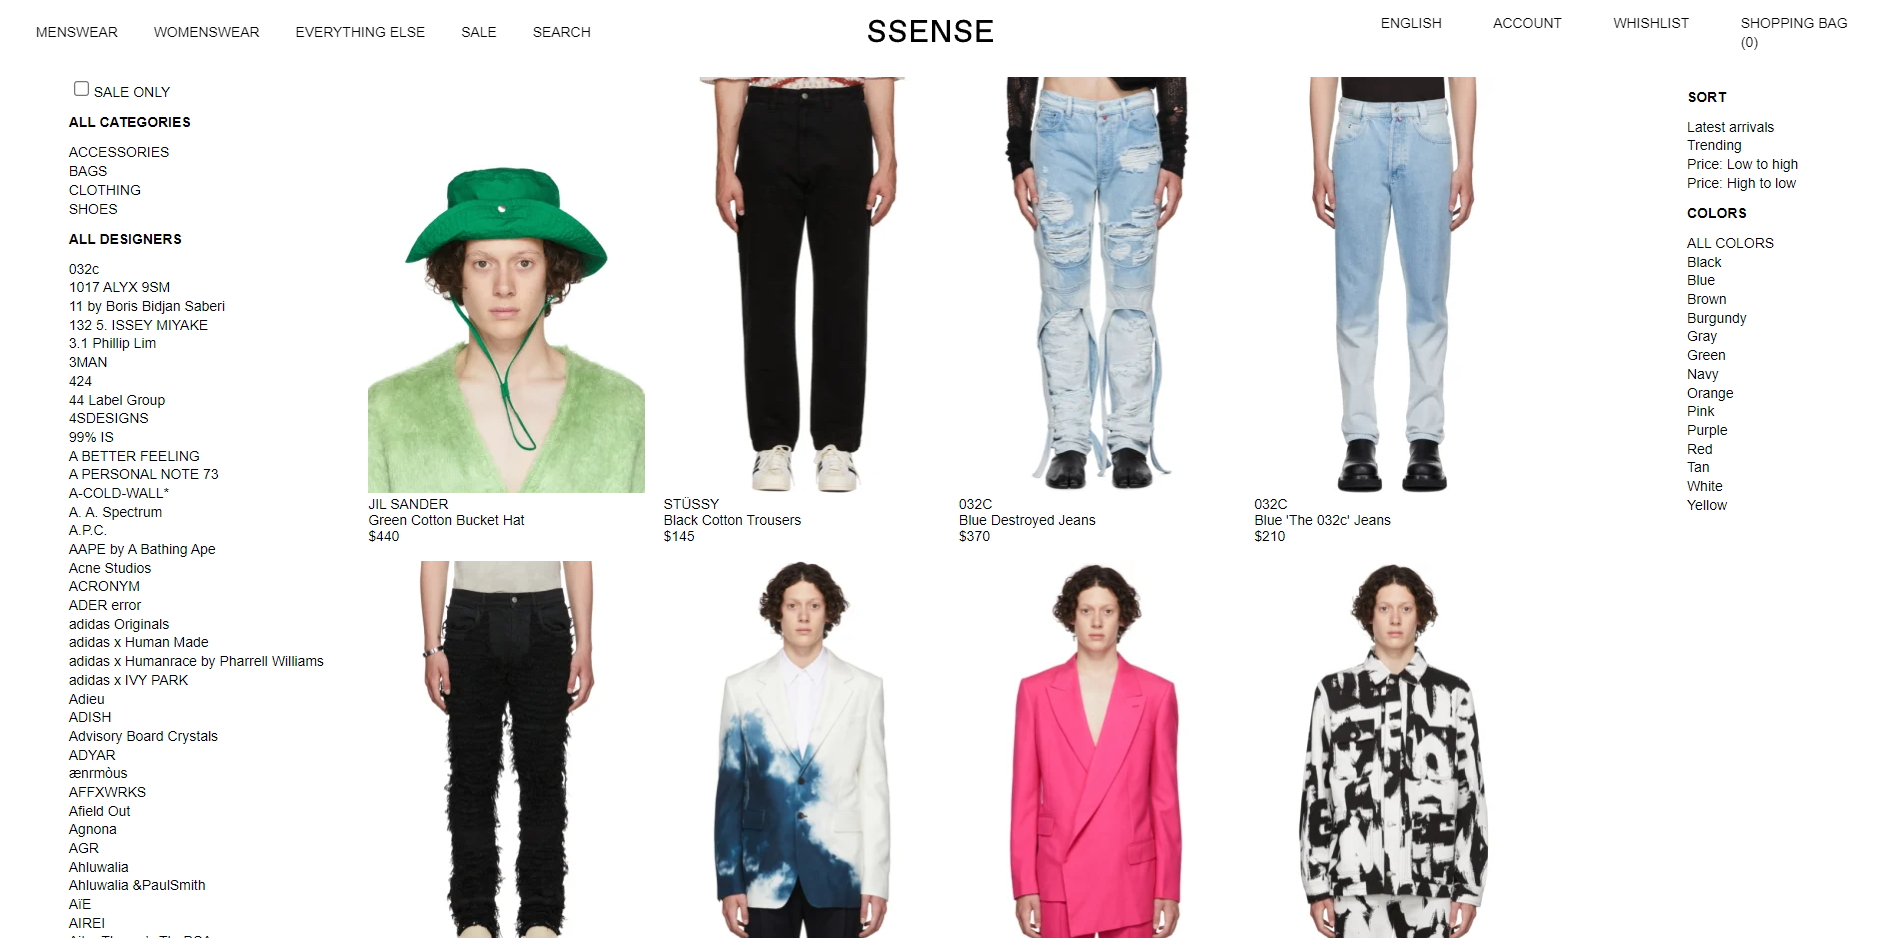 MENSWEAR WOMENSWEAR EVERYTHING ELSE SALE SEARCH
SSENSE
ENGLISH ACCOUNT WHISHLIST SHOPPING BAG
(0)
SALE ONLY
ALL CATEGORIES
ACCESSORIES
BAGS
CLOTHING
SHOES
ALL DESIGNERS
032c
1017 ALYX 9SM
11 by Boris Bidjan Saberi
132 5. ISSEY MIYAKE
3.1 Phillip Lim
3MAN
424
44 Label Group
4SDESIGNS
99% IS
A BETTER FEELING
A PERSONAL NOTE 73
A-COLD-WALL*
A. A. Spectrum
A.P.C.
AAPE by A Bathing Ape
Acne Studios
ACRONYM
ADER error
adidas Originals
adidas x Human Made
adidas x Humanrace by Pharrell Williams
adidas x IVY PARK
Adieu
ADISH
Advisory Board Crystals
ADYAR
ænrmòus
AFFXWRKS
Afield Out
Agnona
AGR
Ahluwalia
Ahluwalia &PaulSmith
AïE
AIREI
JIL SANDER
Green Cotton Bucket Hat
$440
STÜSSY
Black Cotton Trousers
$145
032C
Blue Destroyed Jeans
$370
032C
Blue 'The 032c' Jeans
$210
SORT
Latest arrivals
Trending
Price: Low to high
Price: High to low
COLORS
ALL COLORS
Black
Blue
Brown
Burgundy
Gray
Green
Navy
Orange
Pink
Purple
Red
Tan
White
Yellow